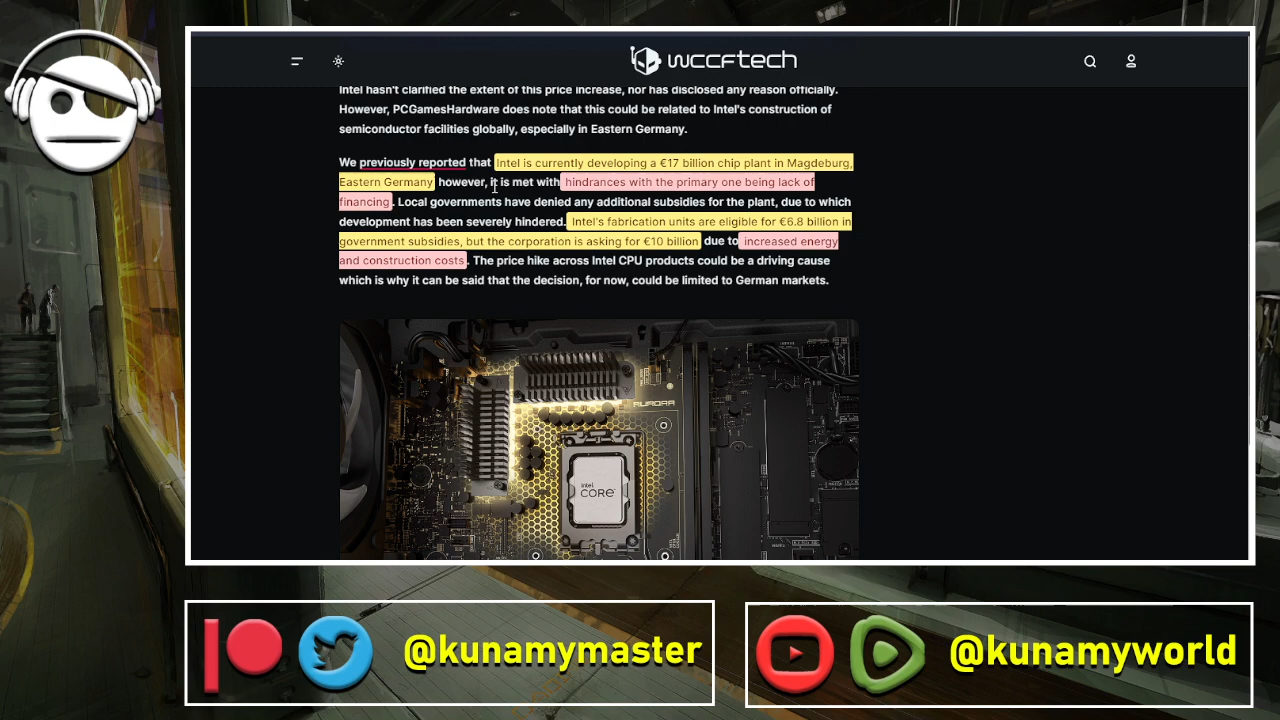 wccFtech
Intel hasn't clarified the extent of this price increase, nor has disclosed any reason officially.
However, PCGamesHardware does note that this could be related to Intel's construction of
semiconductor facilities globally, especially in Eastern Germany.
We previously reported that Intel is currently developing a €17 billion chip plant in Magdeburg,
Eastern Germany however, it is met with hindrances with the primary one being lack of
financing. Local governments have denied any additional subsidies for the plant, due to which
development has been severely hindered. Intel's fabrication units are eligible for €6.8 billion in
government subsidies, but the corporation is asking for €10 billion due to increased energy
and construction costs. The price hike across Intel CPU products could be a driving cause
which is why it can be said that the decision, for now, could be limited to German markets.
AURORA
intel
CORE
@kunamymaster
@kunamyworld